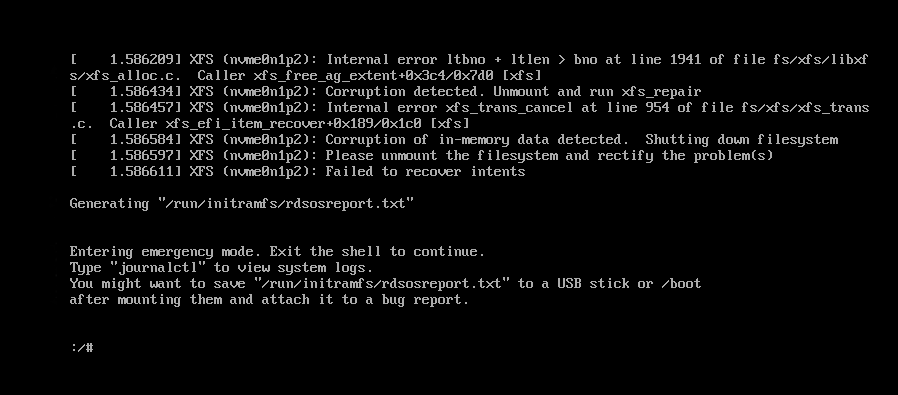 [    1.586209] XFS (nvme0n1p2): Internal error ltbno + ltlen > bno at line 1941 of file fs/xfs/libxf
s/xfs_alloc.c.  Caller xfs_free_ag_extent+0x3c4/0x7d0 [xfs]
[    1.586434] XFS (nvme0n1p2): Corruption detected. Unmount and run xfs_repair
[    1.586457] XFS (nvme0n1p2): Internal error xfs_trans_cancel at line 954 of file fs/xfs/xfs_trans
.c.  Caller xfs_efi_item_recover+0x189/0x1c0 [xfs]
[    1.586584] XFS (nvme0n1p2): Corruption of in-memory data detected.  Shutting down filesystem
[    1.586597] XFS (nvme0n1p2): Please unmount the filesystem and rectify the problem(s)
[    1.586611] XFS (nvme0n1p2): Failed to recover intents
Generating "/run/initramfs/rdsosreport.txt"
Entering emergency mode. Exit the shell to continue.
Type "journalctl" to view system logs.
You might want to save "/run/initramfs/rdsosreport.txt" to a USB stick or /boot
after mounting them and attach it to a bug report.
:/#